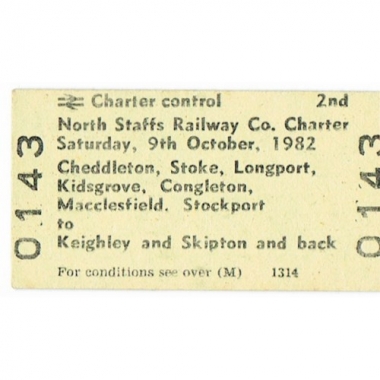 Charter control 2nd
North Staffs Railway Co. Charter
Saturday, 9th October, 1982
Cheddleton, Stoke, Longport,
Kidsgrove, Congleton,
Macclesfield, Stockport
to
Keighley and Skipton and back
For conditions see over (M) 1314
0143
0143